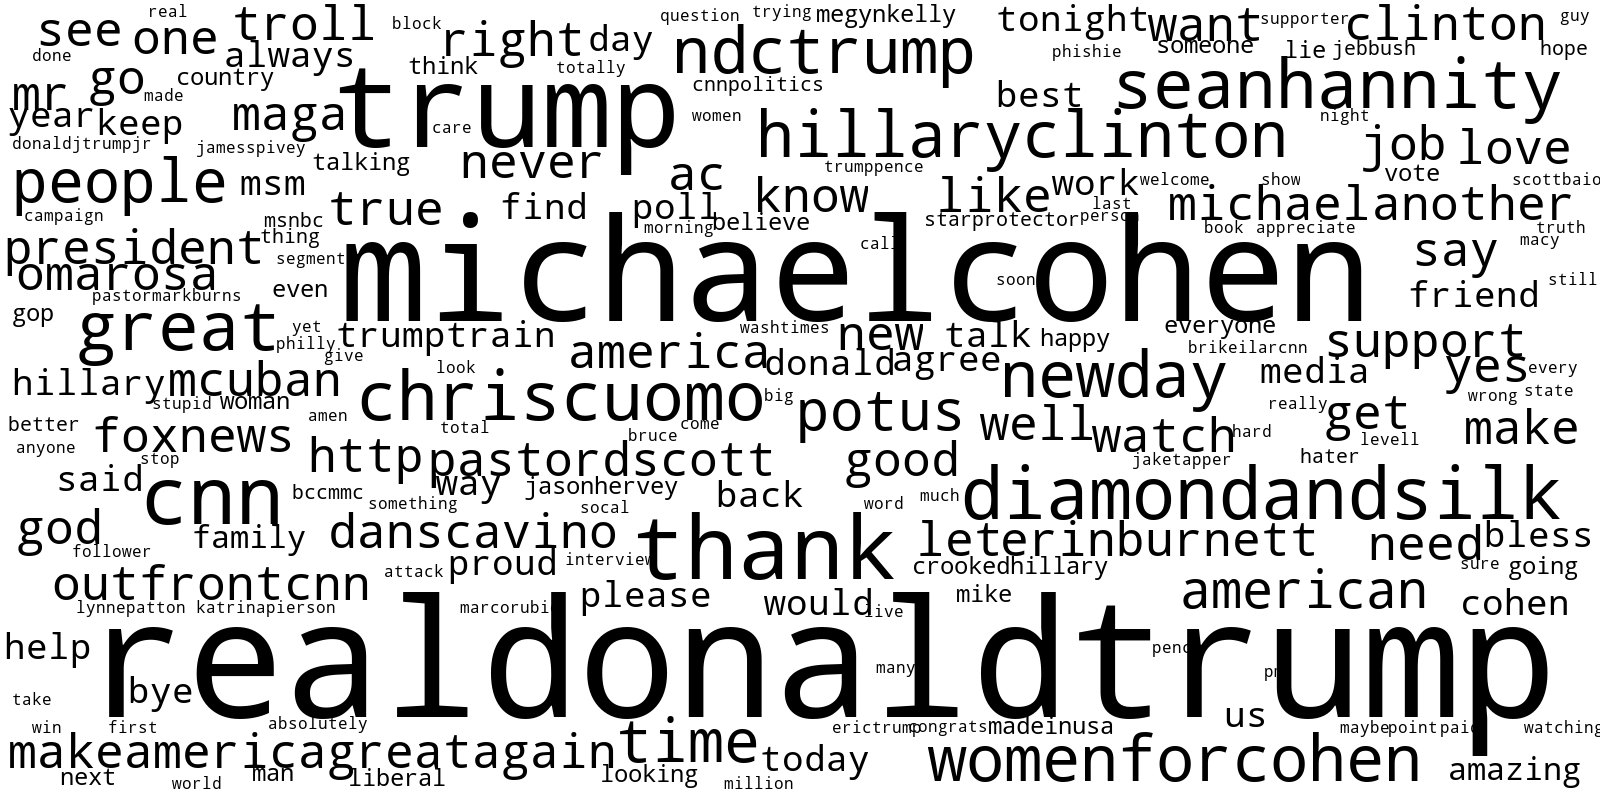 real
see
one
troll
block
right
day
question
trying
megynkelly
tonight
want
supporter
clinton
guy
done
always
think
totally
ndctrump
phishie
someone
lie
jebbush
hope
go
country
mr
made
trump
cnnpolitics
best
seanhannity
year
keep
maga
care
women
hillaryclinton
night
job
love
donaldjtrumpjr
jamesspivey
talking
never
ac
trumppence
vote
people
msm
know
like
work
welcome
show
scottbaio
campaign
msnbc
true
find
poll
last
michaelanother
morning
believe
starprotector
person
book
appreciate
truth
president
thing
call
macy
say
omarosa
segment
michaelcohen
soon
still
pastormarkburns
even
friend
gop
great
yet
trumptrain
washtimes
new
talk
happy
everyone
support
philly
give
america
donald
agree
brikeilarcnn
hillary
mcuban
look
newday
media
yes
every
stupid
woman
amen
chriscuomo
big
potus
really
get
wrong
state
better
total
bruce
come
well
watch
hard
levell
make
anyone
foxnews
stop
http
pastordscott
good
jaketapper
hater
said
cnn
bccmmc
way
jasonhervey
back
word
much
diamondandsilk
something
socal
god
family
danscavino
thank
leterinburnett
need
bless
follower
proud
interview
crookedhillary
sure
going
outfrontcnn
attack
please
would
live
mike
american
cohen
lynnepatton
katrinapierson
help
realdonaldtrump
many
take
bye
us
win
first
absolutely
erictrump
congrats
madeinusa
maybe
point
paid
watching
makeamericagreatagain
time
today
womenforcohen
amazing
next
world
man
liberal
looking
million